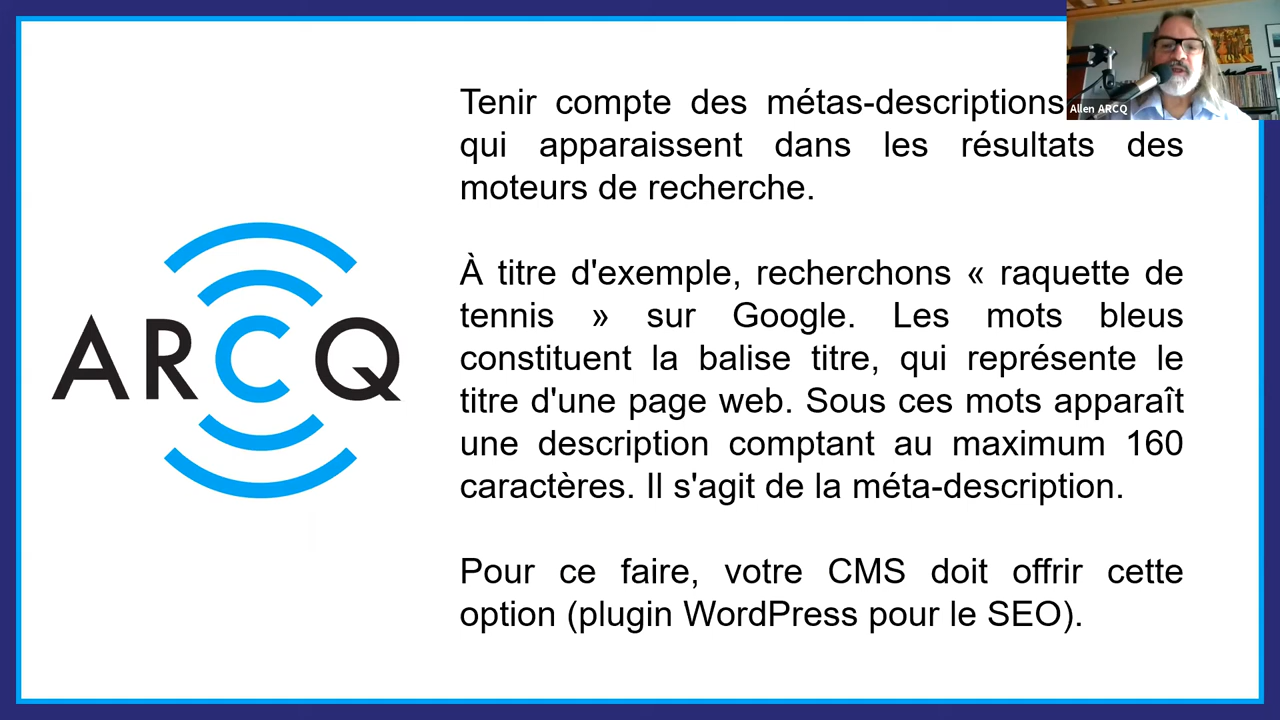 Tenir compte des métas-descriptions
qui apparaissent dans les résultats des
moteurs de recherche.
À titre d'exemple, recherchons « raquette de
tennis » sur Google. Les mots bleus
constituent la balise titre, qui représente le
titre d'une page web. Sous ces mots apparaît
une description comptant au maximum 160
caractères. Il s'agit de la méta-description.
Pour ce faire, votre CMS doit offrir cette
option (plugin WordPress pour le SEO).
ARCQ
Allen ARCQ